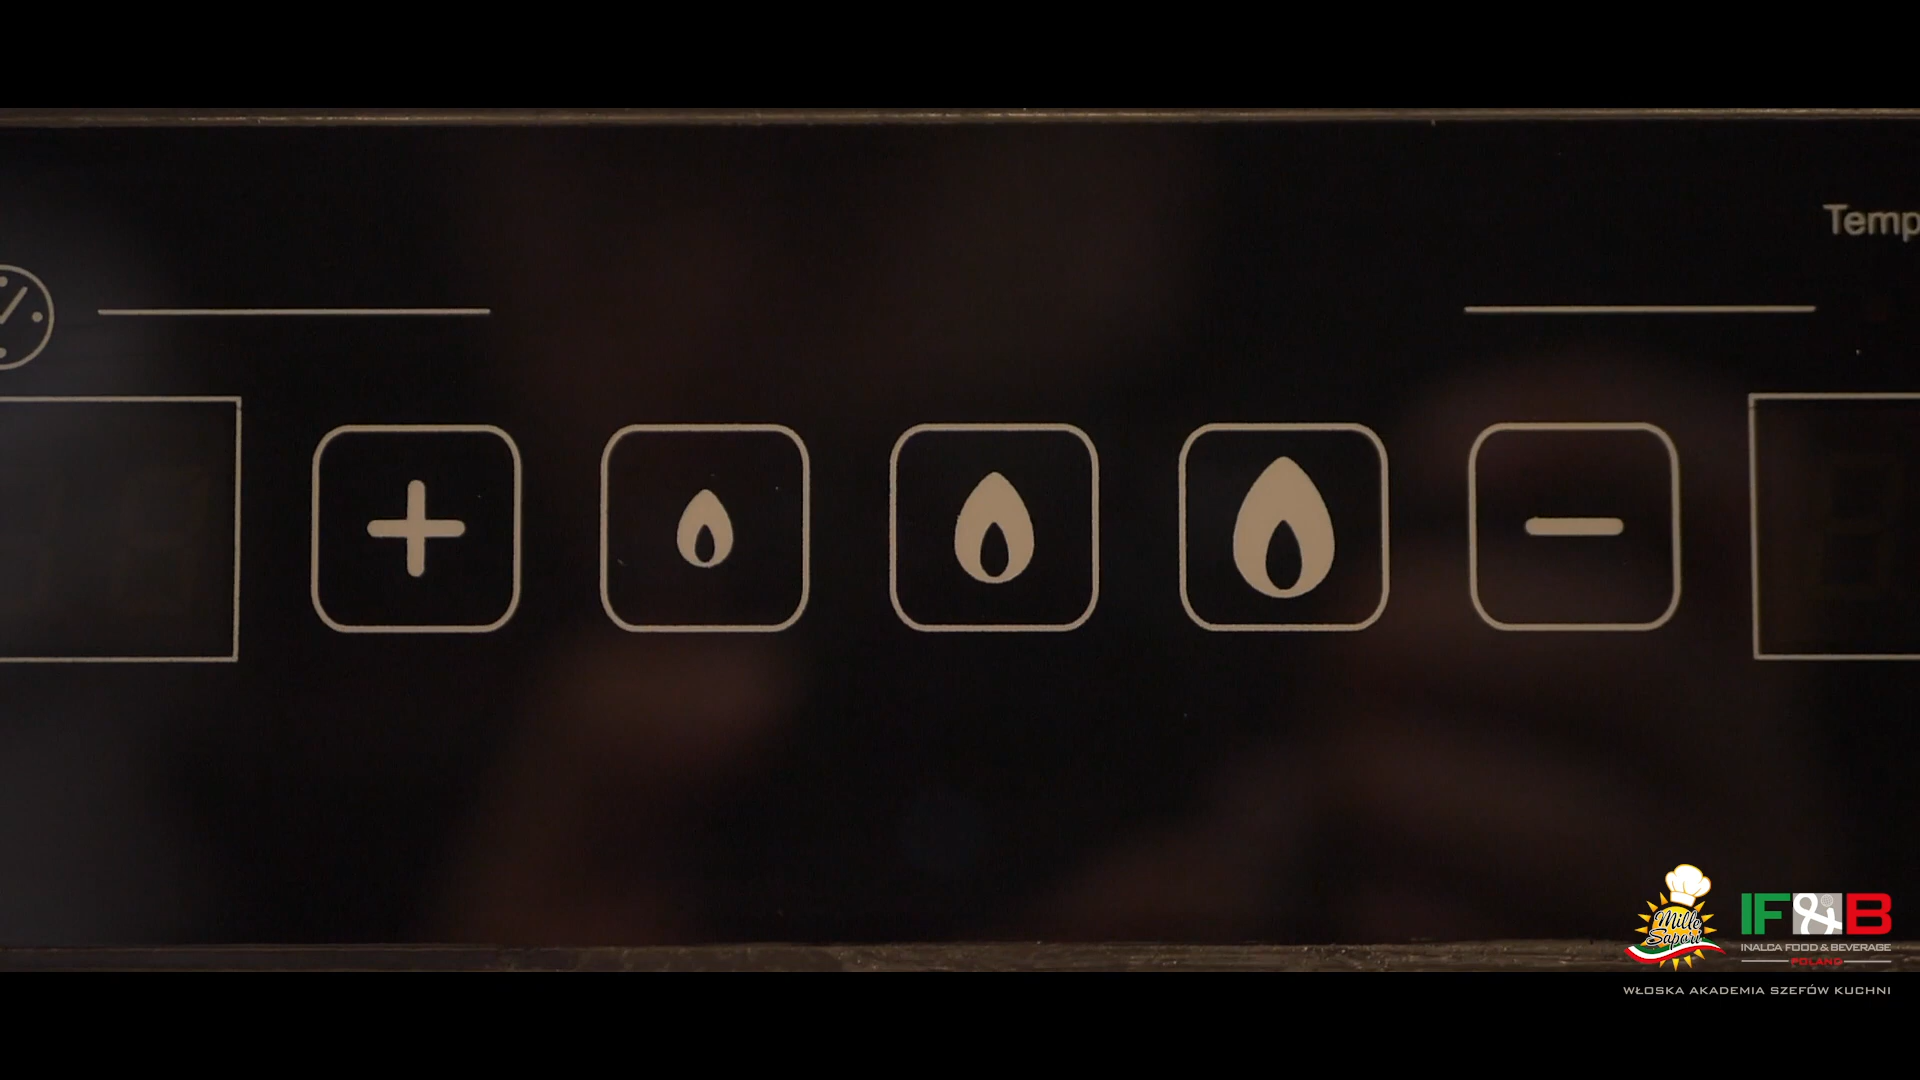 Temp
Mille
Sapori
IF&B
INALCA FOOD & BEVERAGE
POLAND
WŁOSKA AKADEMIA SZEFÓW KUCHNI